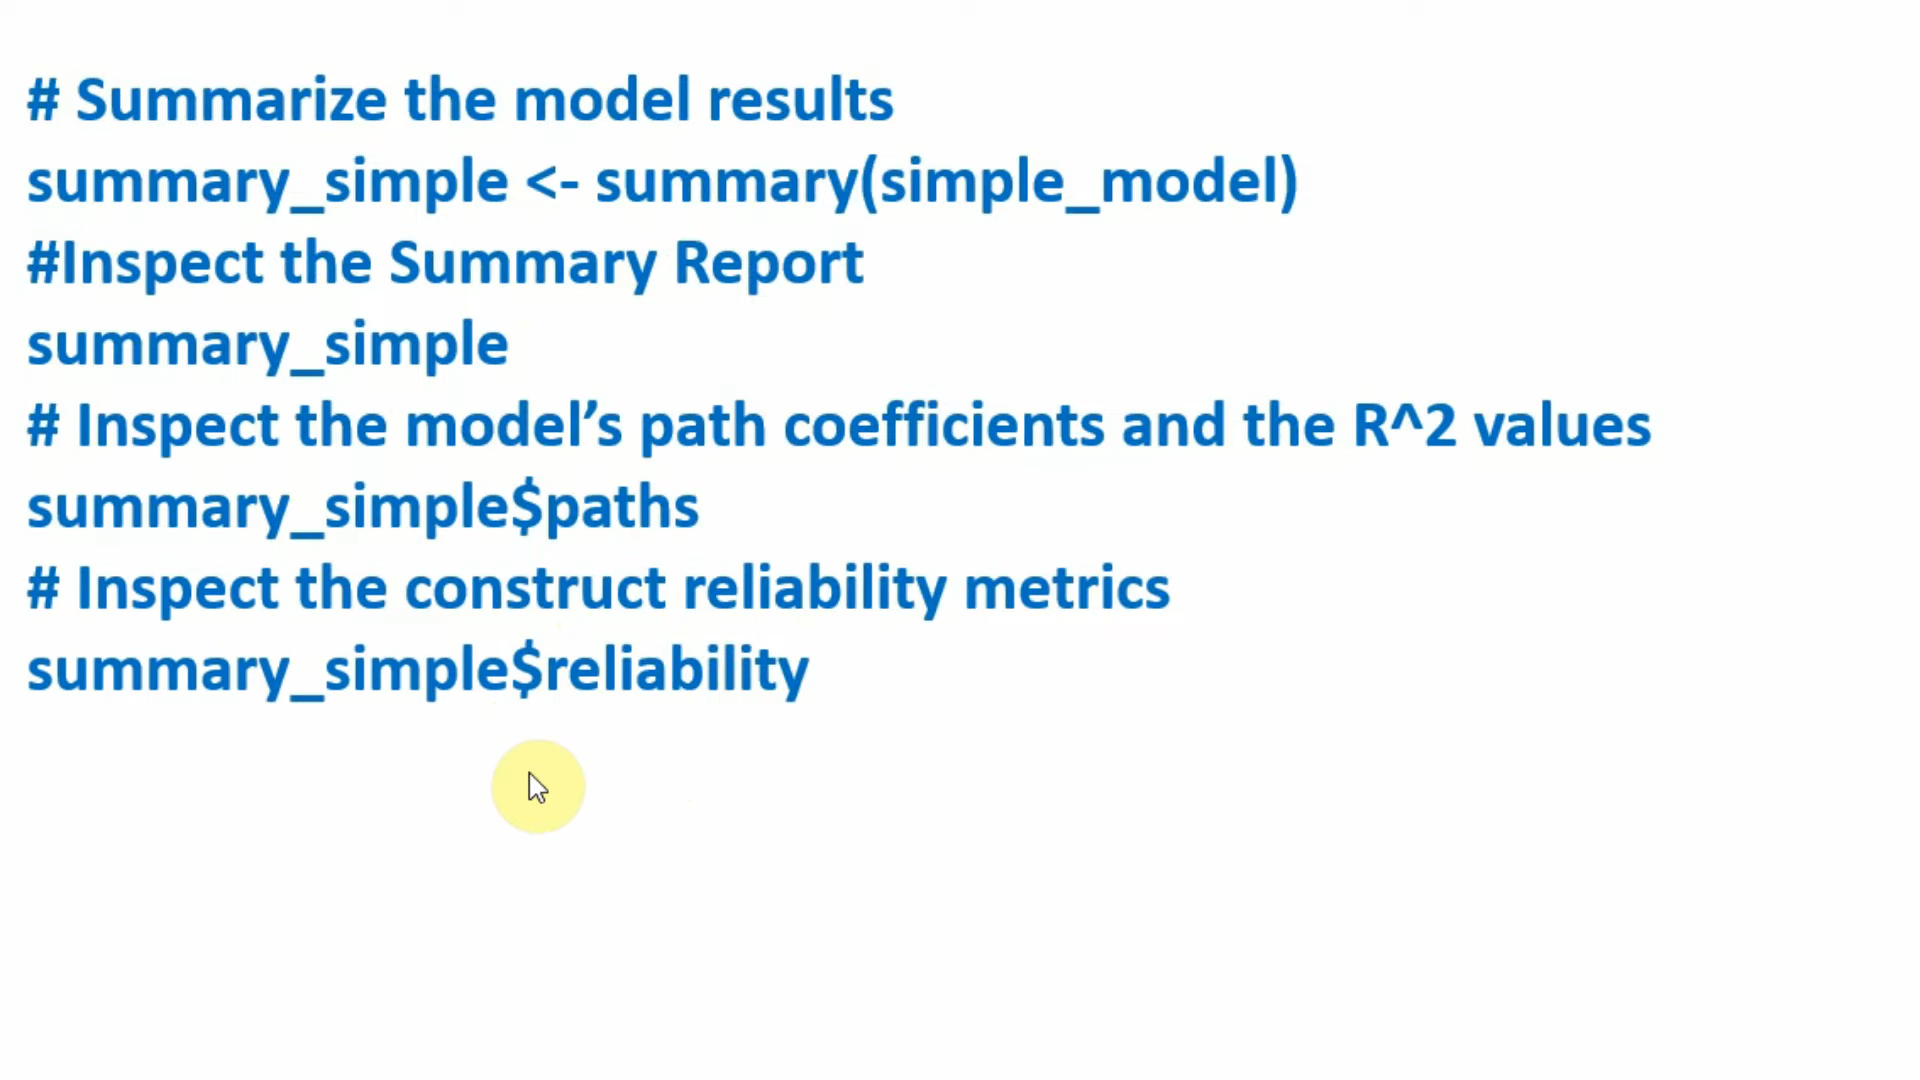 # Summarize the model results
summary_simple <- summary(simple_model)
#Inspect the Summary Report
summary_simple
# Inspect the model’s path coefficients and the R^2 values
summary_simple$paths
# Inspect the construct reliability metrics
summary_simple$reliability